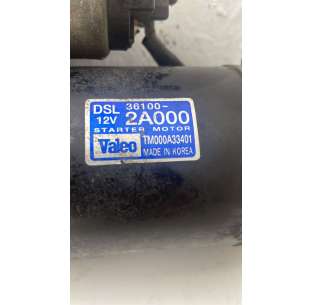 DSL 36100-
12V 2A000
STARTER MOTOR
Valeo TM000A33401
MADE IN KOREA